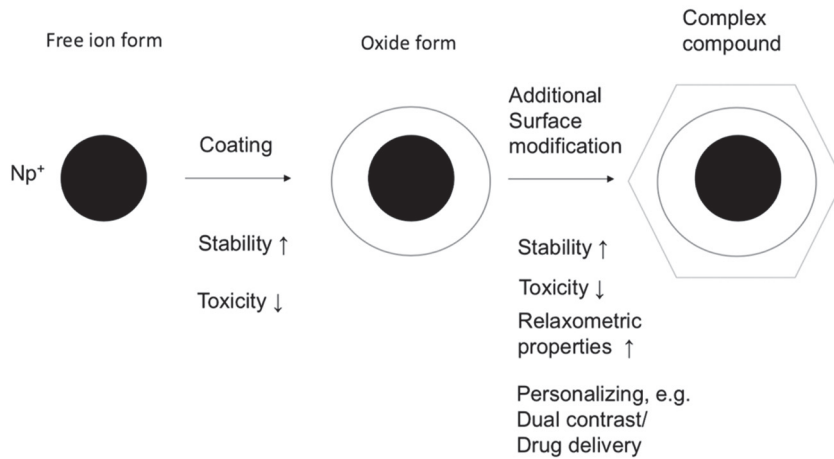 Free ion form
Oxide form
Complex
compound
Np⁺
Coating
Stability ↑
Toxicity ↓
Additional
Surface
modification
Stability ↑
Toxicity ↓
Relaxometric
properties ↑
Personalizing, e.g.
Dual contrast/
Drug delivery